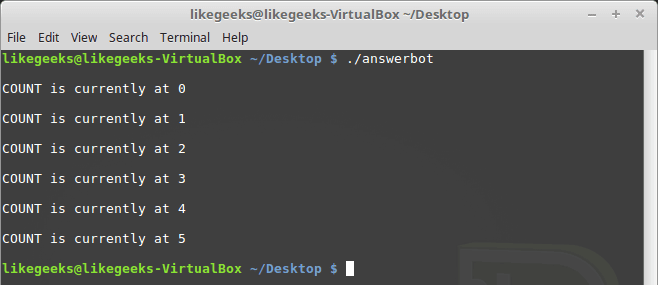 likegeeks@likegeeks-VirtualBox ~/Desktop
File Edit View Search Terminal Help
likegeeks@likegeeks-VirtualBox ~/Desktop $ ./answerbot
COUNT is currently at 0
COUNT is currently at 1
COUNT is currently at 2
COUNT is currently at 3
COUNT is currently at 4
COUNT is currently at 5
likegeeks@likegeeks-VirtualBox ~/Desktop $